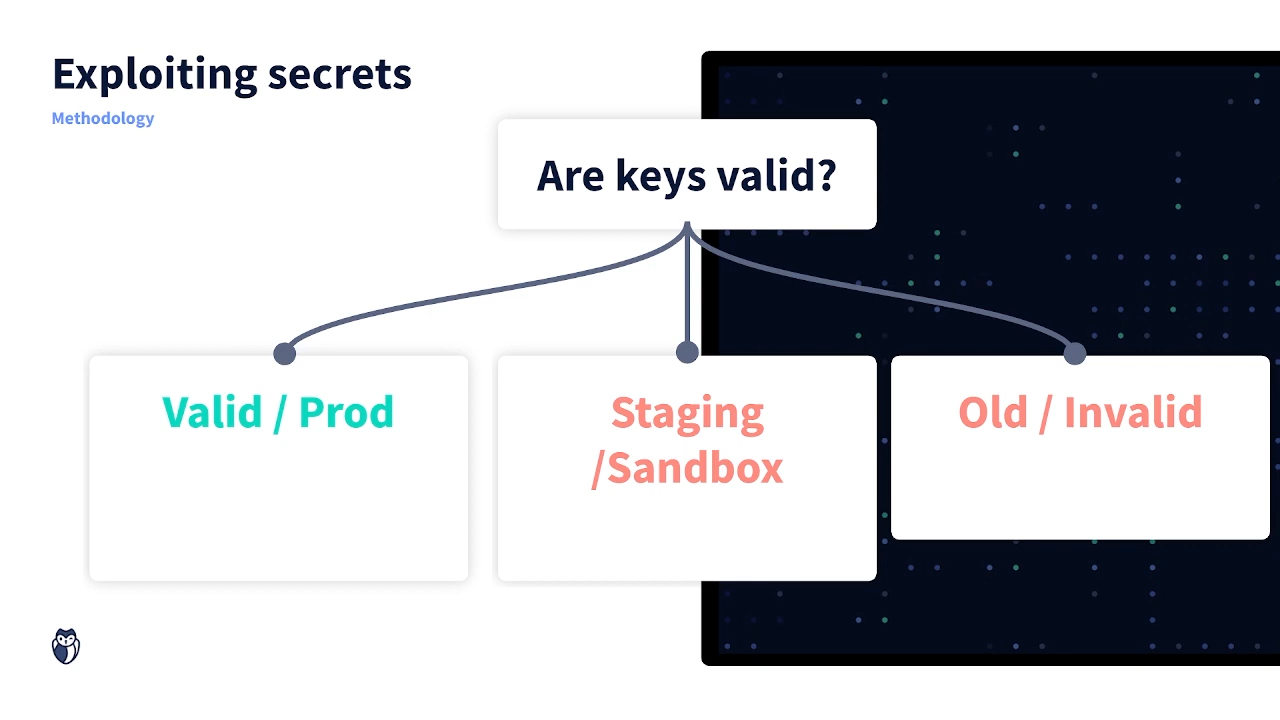 Exploiting secrets
Methodology
Are keys valid?
Valid / Prod
Staging
/Sandbox
Old / Invalid